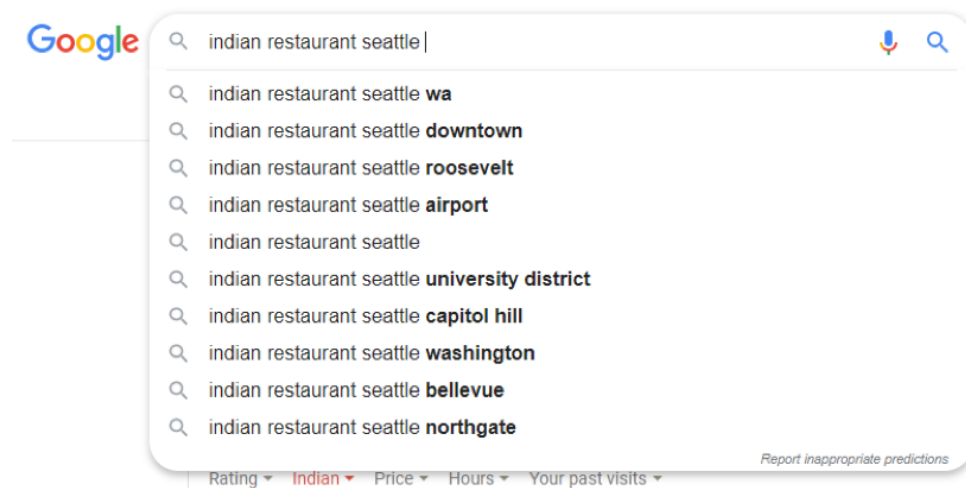 Google
indian restaurant seattle
indian restaurant seattle wa
indian restaurant seattle downtown
indian restaurant seattle roosevelt
indian restaurant seattle airport
indian restaurant seattle
indian restaurant seattle university district
indian restaurant seattle capitol hill
indian restaurant seattle washington
indian restaurant seattle bellevue
indian restaurant seattle northgate
Report inappropriate predictions
Rating Indian Price Hours Your past visits